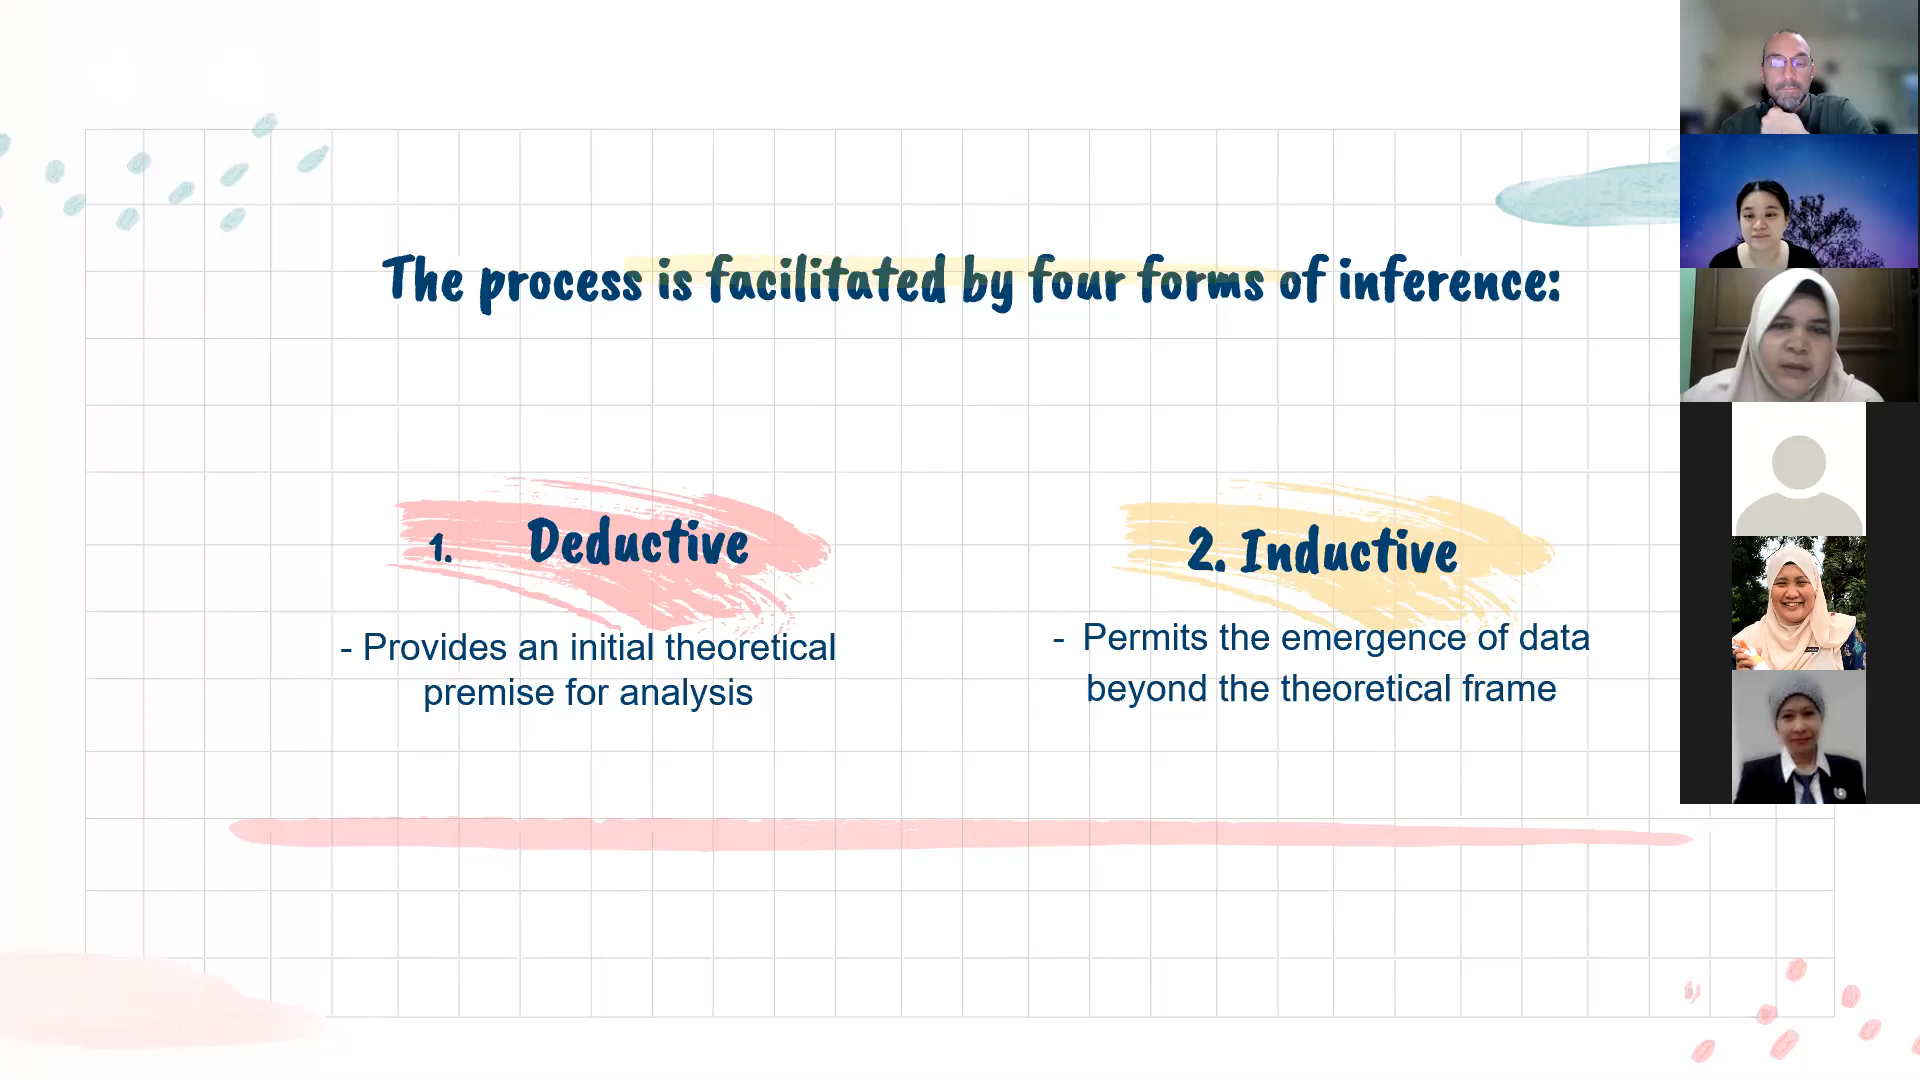 The process is facilitated by four forms of inference:
1. Deductive
- Provides an initial theoretical
premise for analysis
2. Inductive
- Permits the emergence of data
beyond the theoretical frame